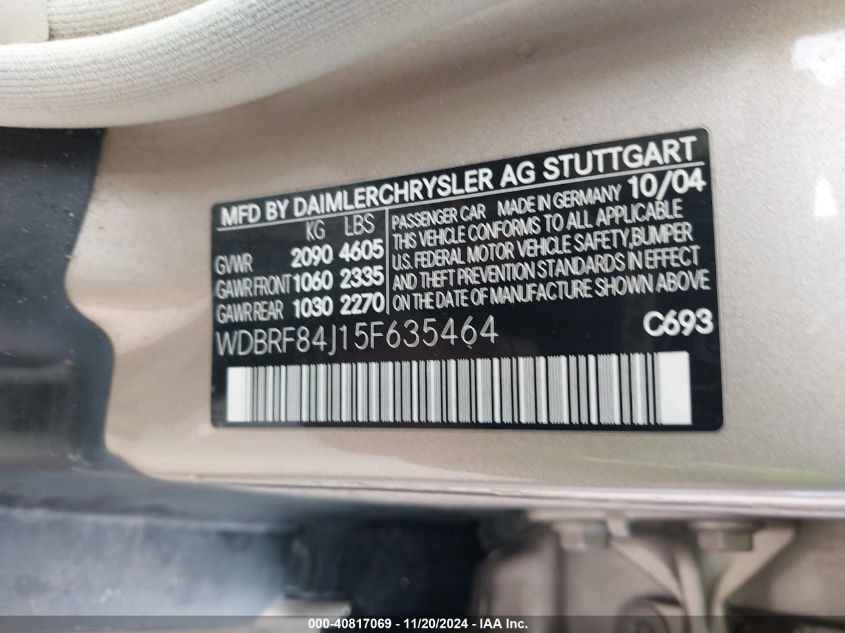 MFD BY DAIMLERCHRYSLER AG STUTTGART
KG LBS
GVWR 2090 4605
GAWR FRONT 1060 2335
GAWR REAR 1030 2270
PASSENGER CAR MADE IN GERMANY 10/04
THIS VEHICLE CONFORMS TO ALL APPLICABLE
U.S. FEDERAL MOTOR VEHICLE SAFETY,BUMPER
AND THEFT PREVENTION STANDARDS IN EFFECT
ON THE DATE OF MANUFACTURE SHOWN ABOVE
WDBRF84J15F635464
C693
000-40817069 - 11/20/2024 - IAA Inc.